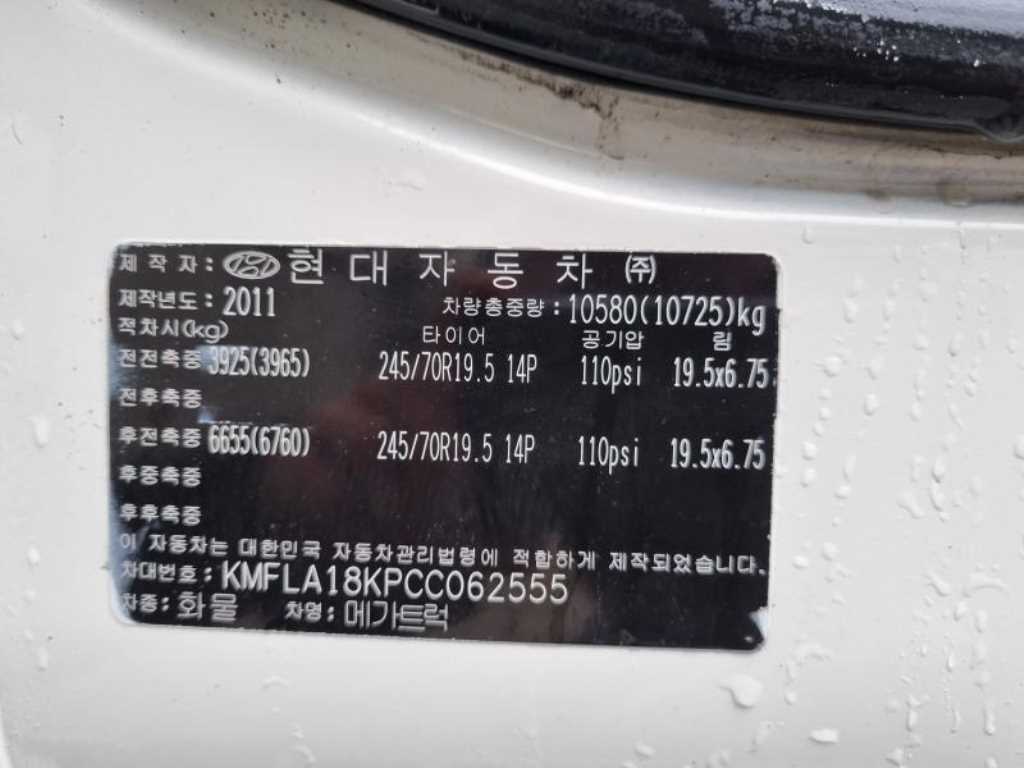 제작자: 현대자동차 ㈜
제작년도: 2011 차량총중량: 10580(10725)kg
적차시(kg) 타이어 공기압 림
전전축중 3925(3965) 245/70R19.5 14P 110psi 19.5x6.75
전후축중
후전축중 6655(6760) 245/70R19.5 14P 110psi 19.5x6.75
후중축중
후후축중
이 자동차는 대한민국 자동차관리법령에 적합하게 제작되었습니다.
차대번호: KMFLA18KPCC062555
차종: 화물 차명: 메가트럭